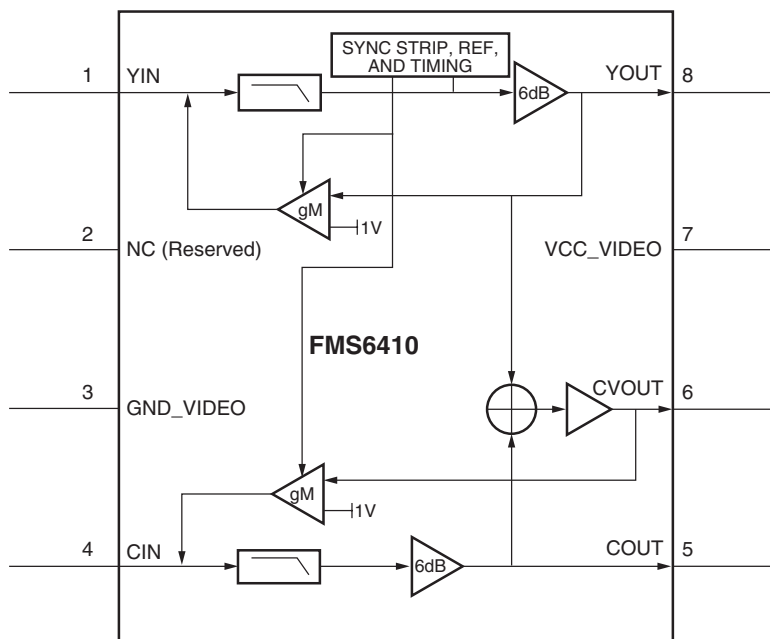 SYNC STRIP, REF,
AND TIMING
1 YIN
YOUT 8
6dB
gM
1V
2 NC (Reserved)
VCC_VIDEO 7
FMS6410
3 GND_VIDEO
CVOUT 6
gM
1V
4 CIN
6dB
COUT 5